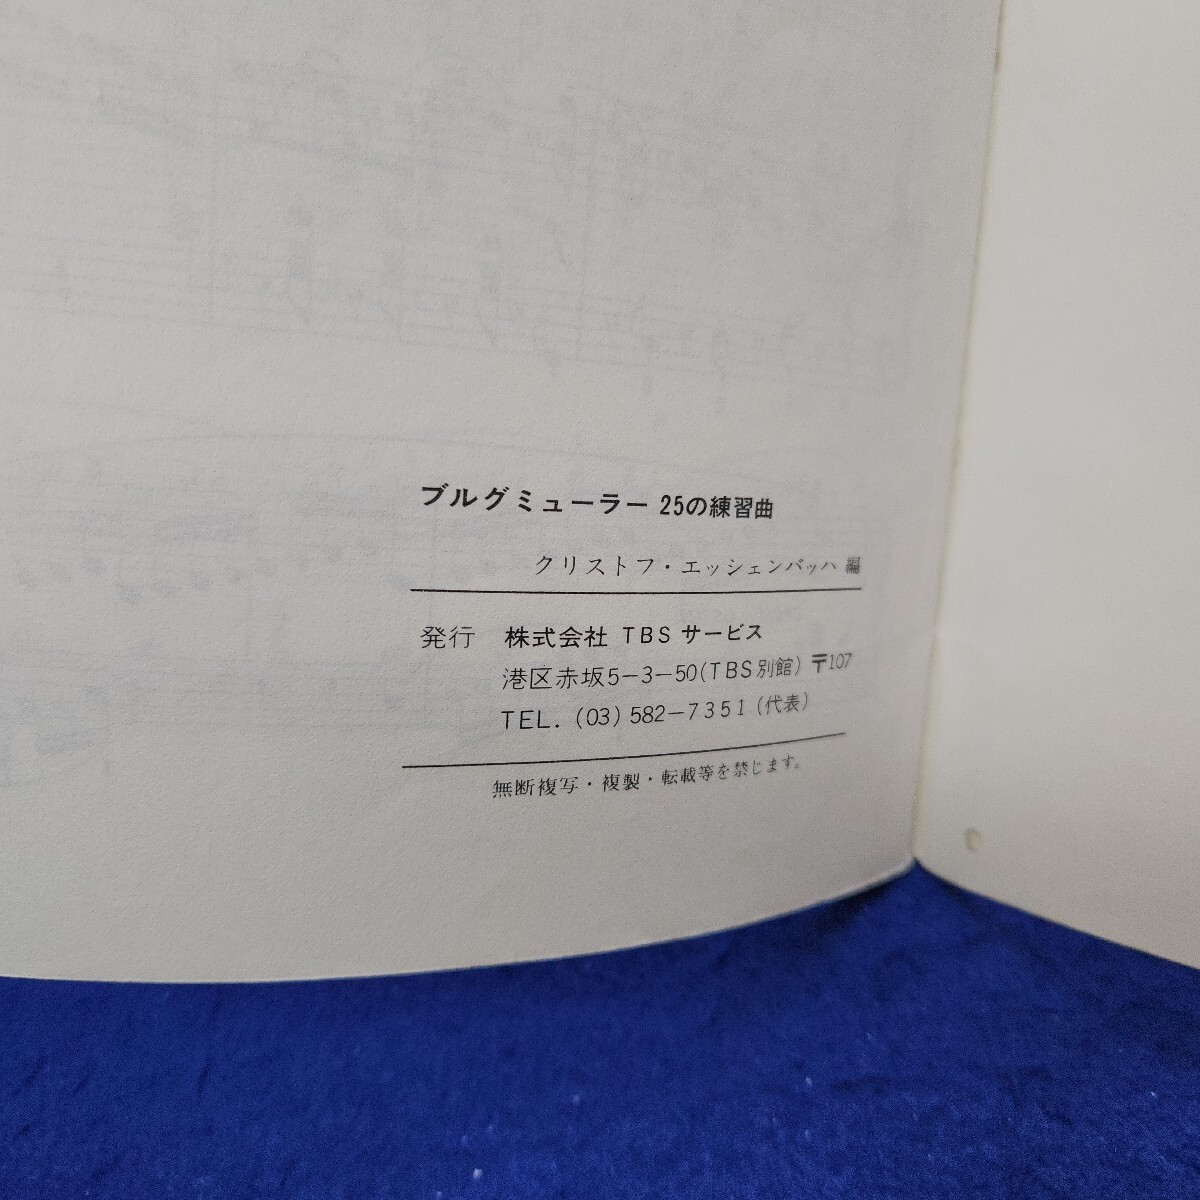 ブルグミューラー 25の練習曲
クリストフ・エッシェンバッハ 編
発行 株式会社 TBS サービス
港区赤坂5-3-50(TBS別館) 〒107
TEL. (03) 582-7351 (代表)
無断複写・複製・転載等を禁じます。